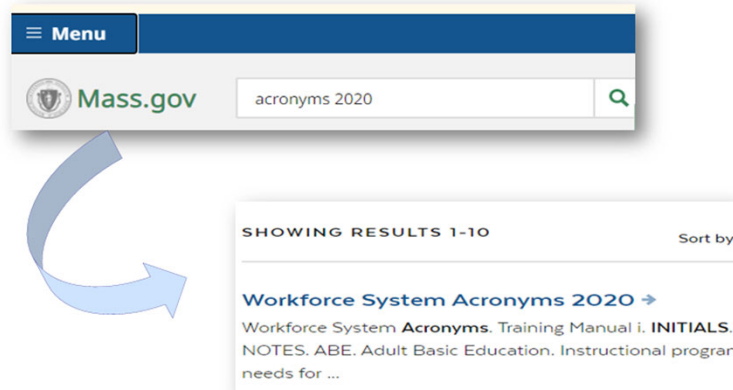 Menu
Mass.gov
acronyms 2020
SHOWING RESULTS 1-10
Sort by
Workforce System Acronyms 2020 →
Workforce System Acronyms. Training Manual i. INITIALS.
NOTES. ABE. Adult Basic Education. Instructional
needs for ...